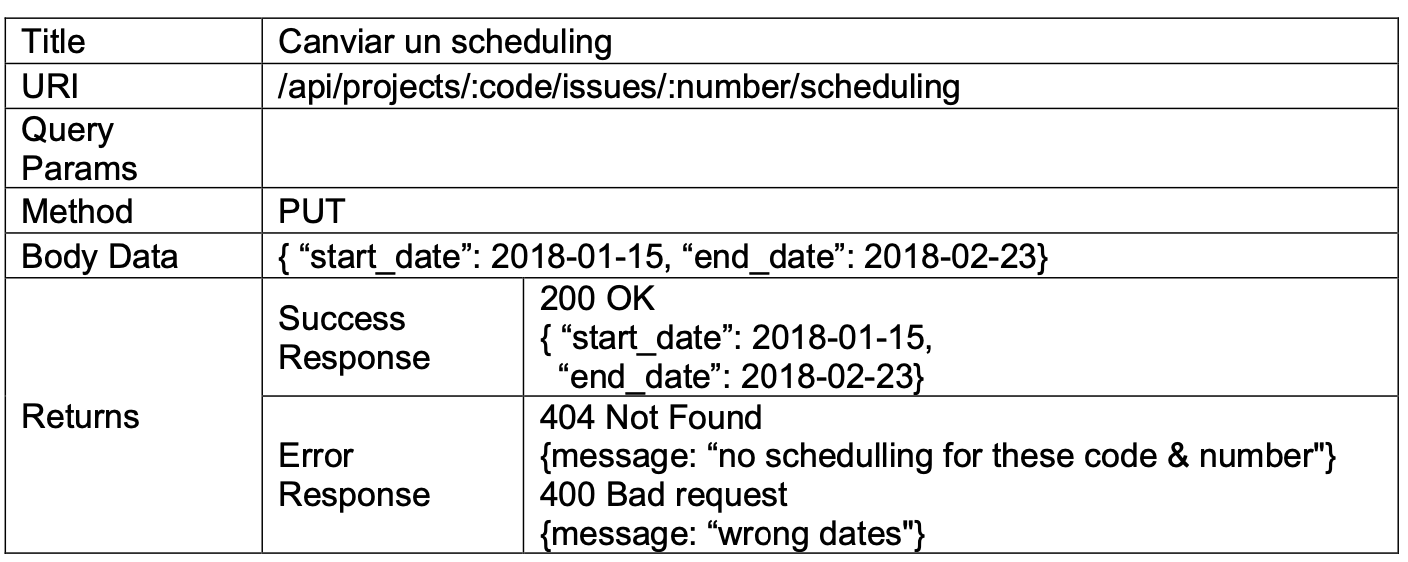 Title
Canviar un scheduling
URI
/api/projects/:code/issues/:number/scheduling
Query
Params
Method
PUT
Body Data
{ “start_date”: 2018-01-15, “end_date”: 2018-02-23}
Returns
Success
Response
200 OK
{ “start_date”: 2018-01-15,
“end_date”: 2018-02-23}
Error
Response
404 Not Found
{message: “no schedulling for these code & number"}
400 Bad request
{message: “wrong dates"}